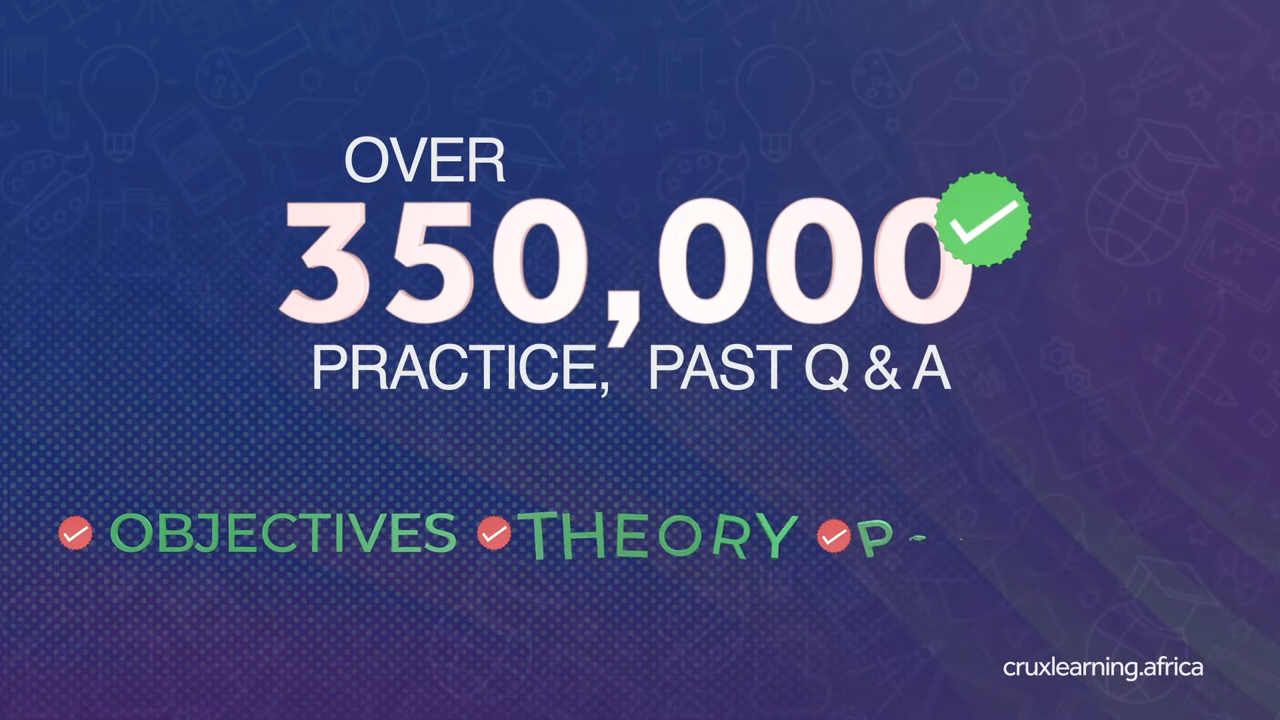 OVER
350,000
PRACTICE, PAST Q & A
OBJECTIVES THEORY P
cruxlearning.africa